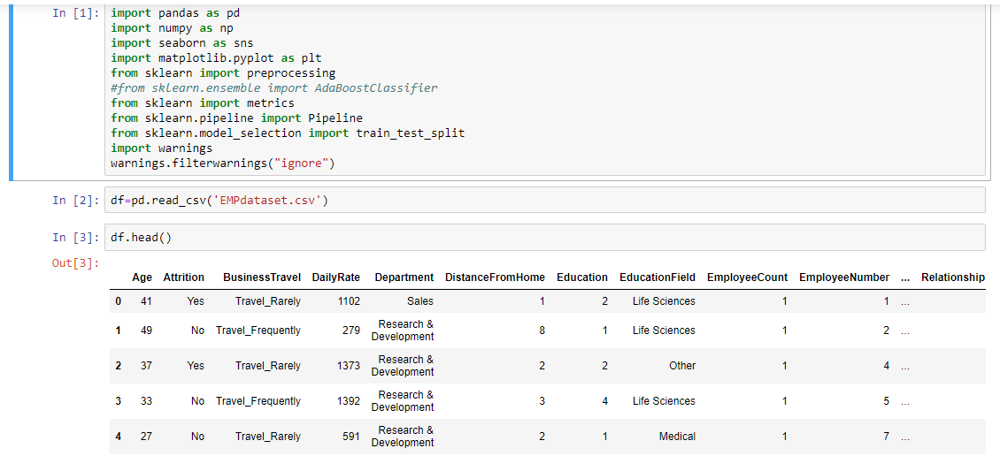 In [1]: import pandas as pd
import numpy as np
import seaborn as sns
import matplotlib.pyplot as plt
from sklearn import preprocessing
#from sklearn.ensemble import AdaBoostClassifier
from sklearn import metrics
from sklearn.pipeline import Pipeline
from sklearn.model_selection import train_test_split
import warnings
warnings.filterwarnings("ignore")
In [2]: df=pd.read_csv('EMPdataset.csv')
In [3]: df.head()
Out[3]:
Age Attrition BusinessTravel DailyRate Department DistanceFromHome Education EducationField EmployeeCount EmployeeNumber ... Relationship
0 41 Yes Travel_Rarely 1102 Sales 1 2 Life Sciences 1 1 ...
1 49 No Travel_Frequently 279 Research & Development 8 1 Life Sciences 1 2 ...
2 37 Yes Travel_Rarely 1373 Research & Development 2 2 Other 1 4 ...
3 33 No Travel_Frequently 1392 Research & Development 3 4 Life Sciences 1 5 ...
4 27 No Travel_Rarely 591 Research & Development 2 1 Medical 1 7 ...